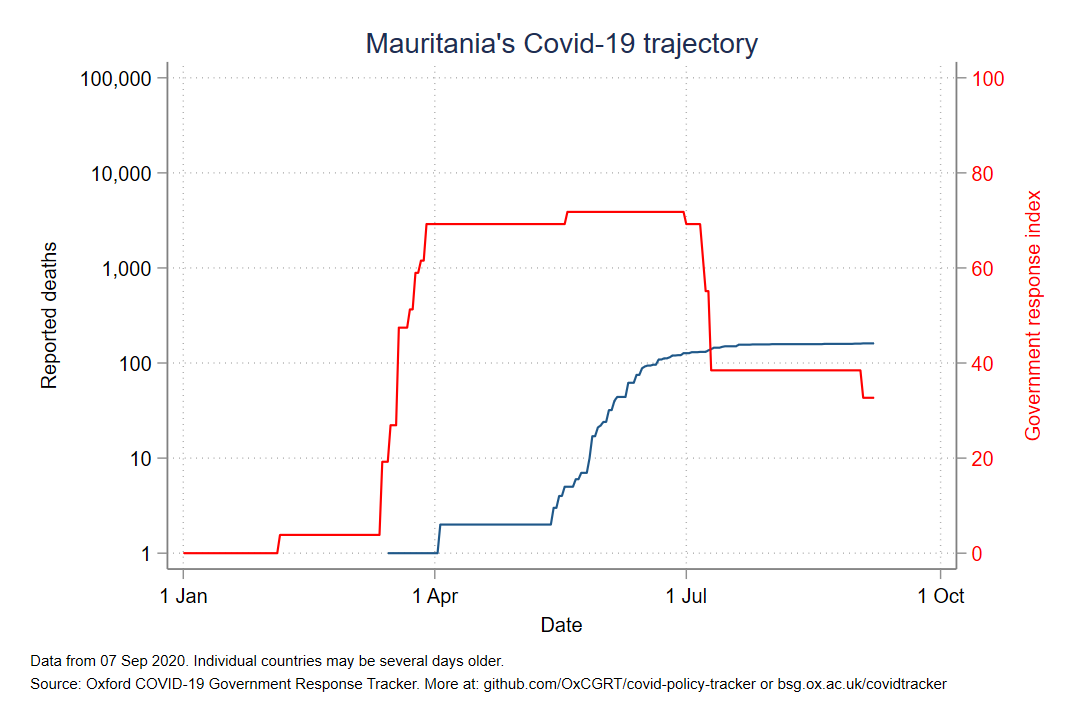 Mauritania's Covid-19 trajectory
100,000
10,000
1,000
100
10
1
Reported deaths
100
80
60
40
20
0
Government response index
1 Jan
1 Apr
1 Jul
1 Oct
Date
Data from 07 Sep 2020. Individual countries may be several days older.
Source: Oxford COVID-19 Government Response Tracker. More at: github.com/OxCGRT/covid-policy-tracker or bsg.ox.ac.uk/covidtracker